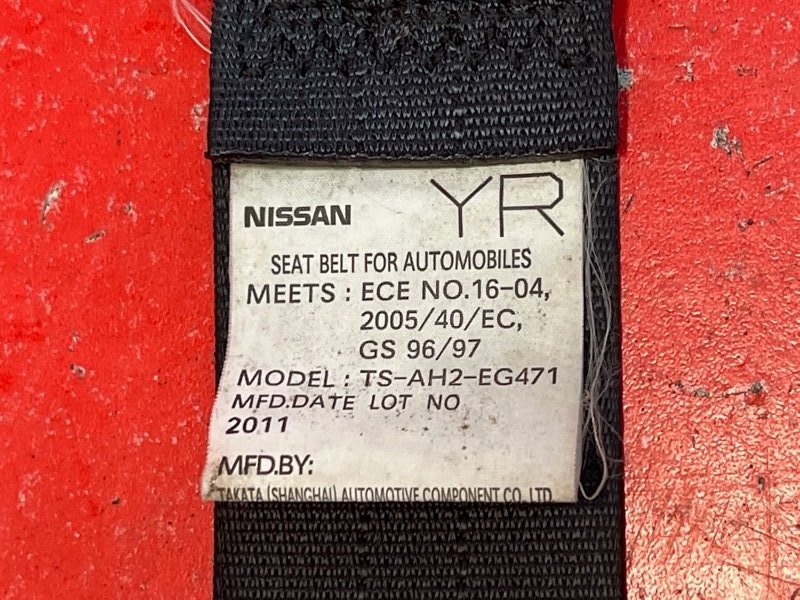 NISSAN YR
SEAT BELT FOR AUTOMOBILES
MEETS : ECE NO.16-04,
2005/40/EC,
GS 96/97
MODEL : TS-AH2-EG471
MFD.DATE LOT NO
2011
MFD.BY:
TAKATA (SHANGHAI) AUTOMOTIVE COMPONENT CO. LTD.